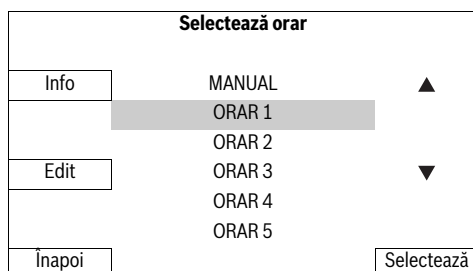 Selectează orar
Info MANUAL ▲
ORAR 1
ORAR 2
Edit ORAR 3 ▼
ORAR 4
ORAR 5
Înapoi Selectează